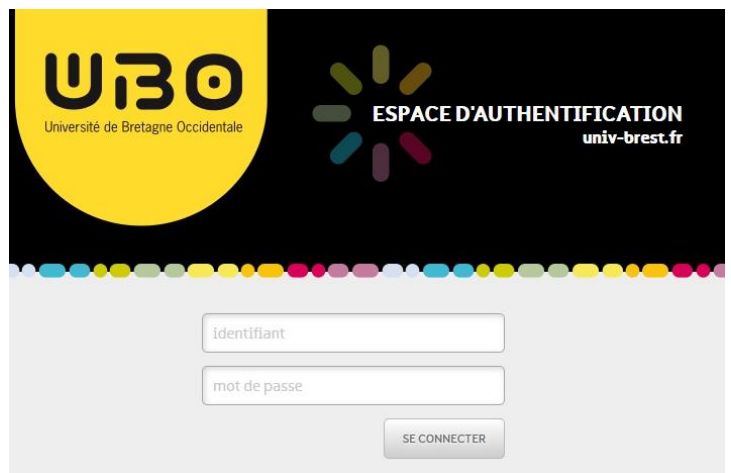 UBO
Université de Bretagne Occidentale
ESPACE D'AUTHENTIFICATION
univ-brest.fr
identifiant
mot de passe
SE CONNECTER